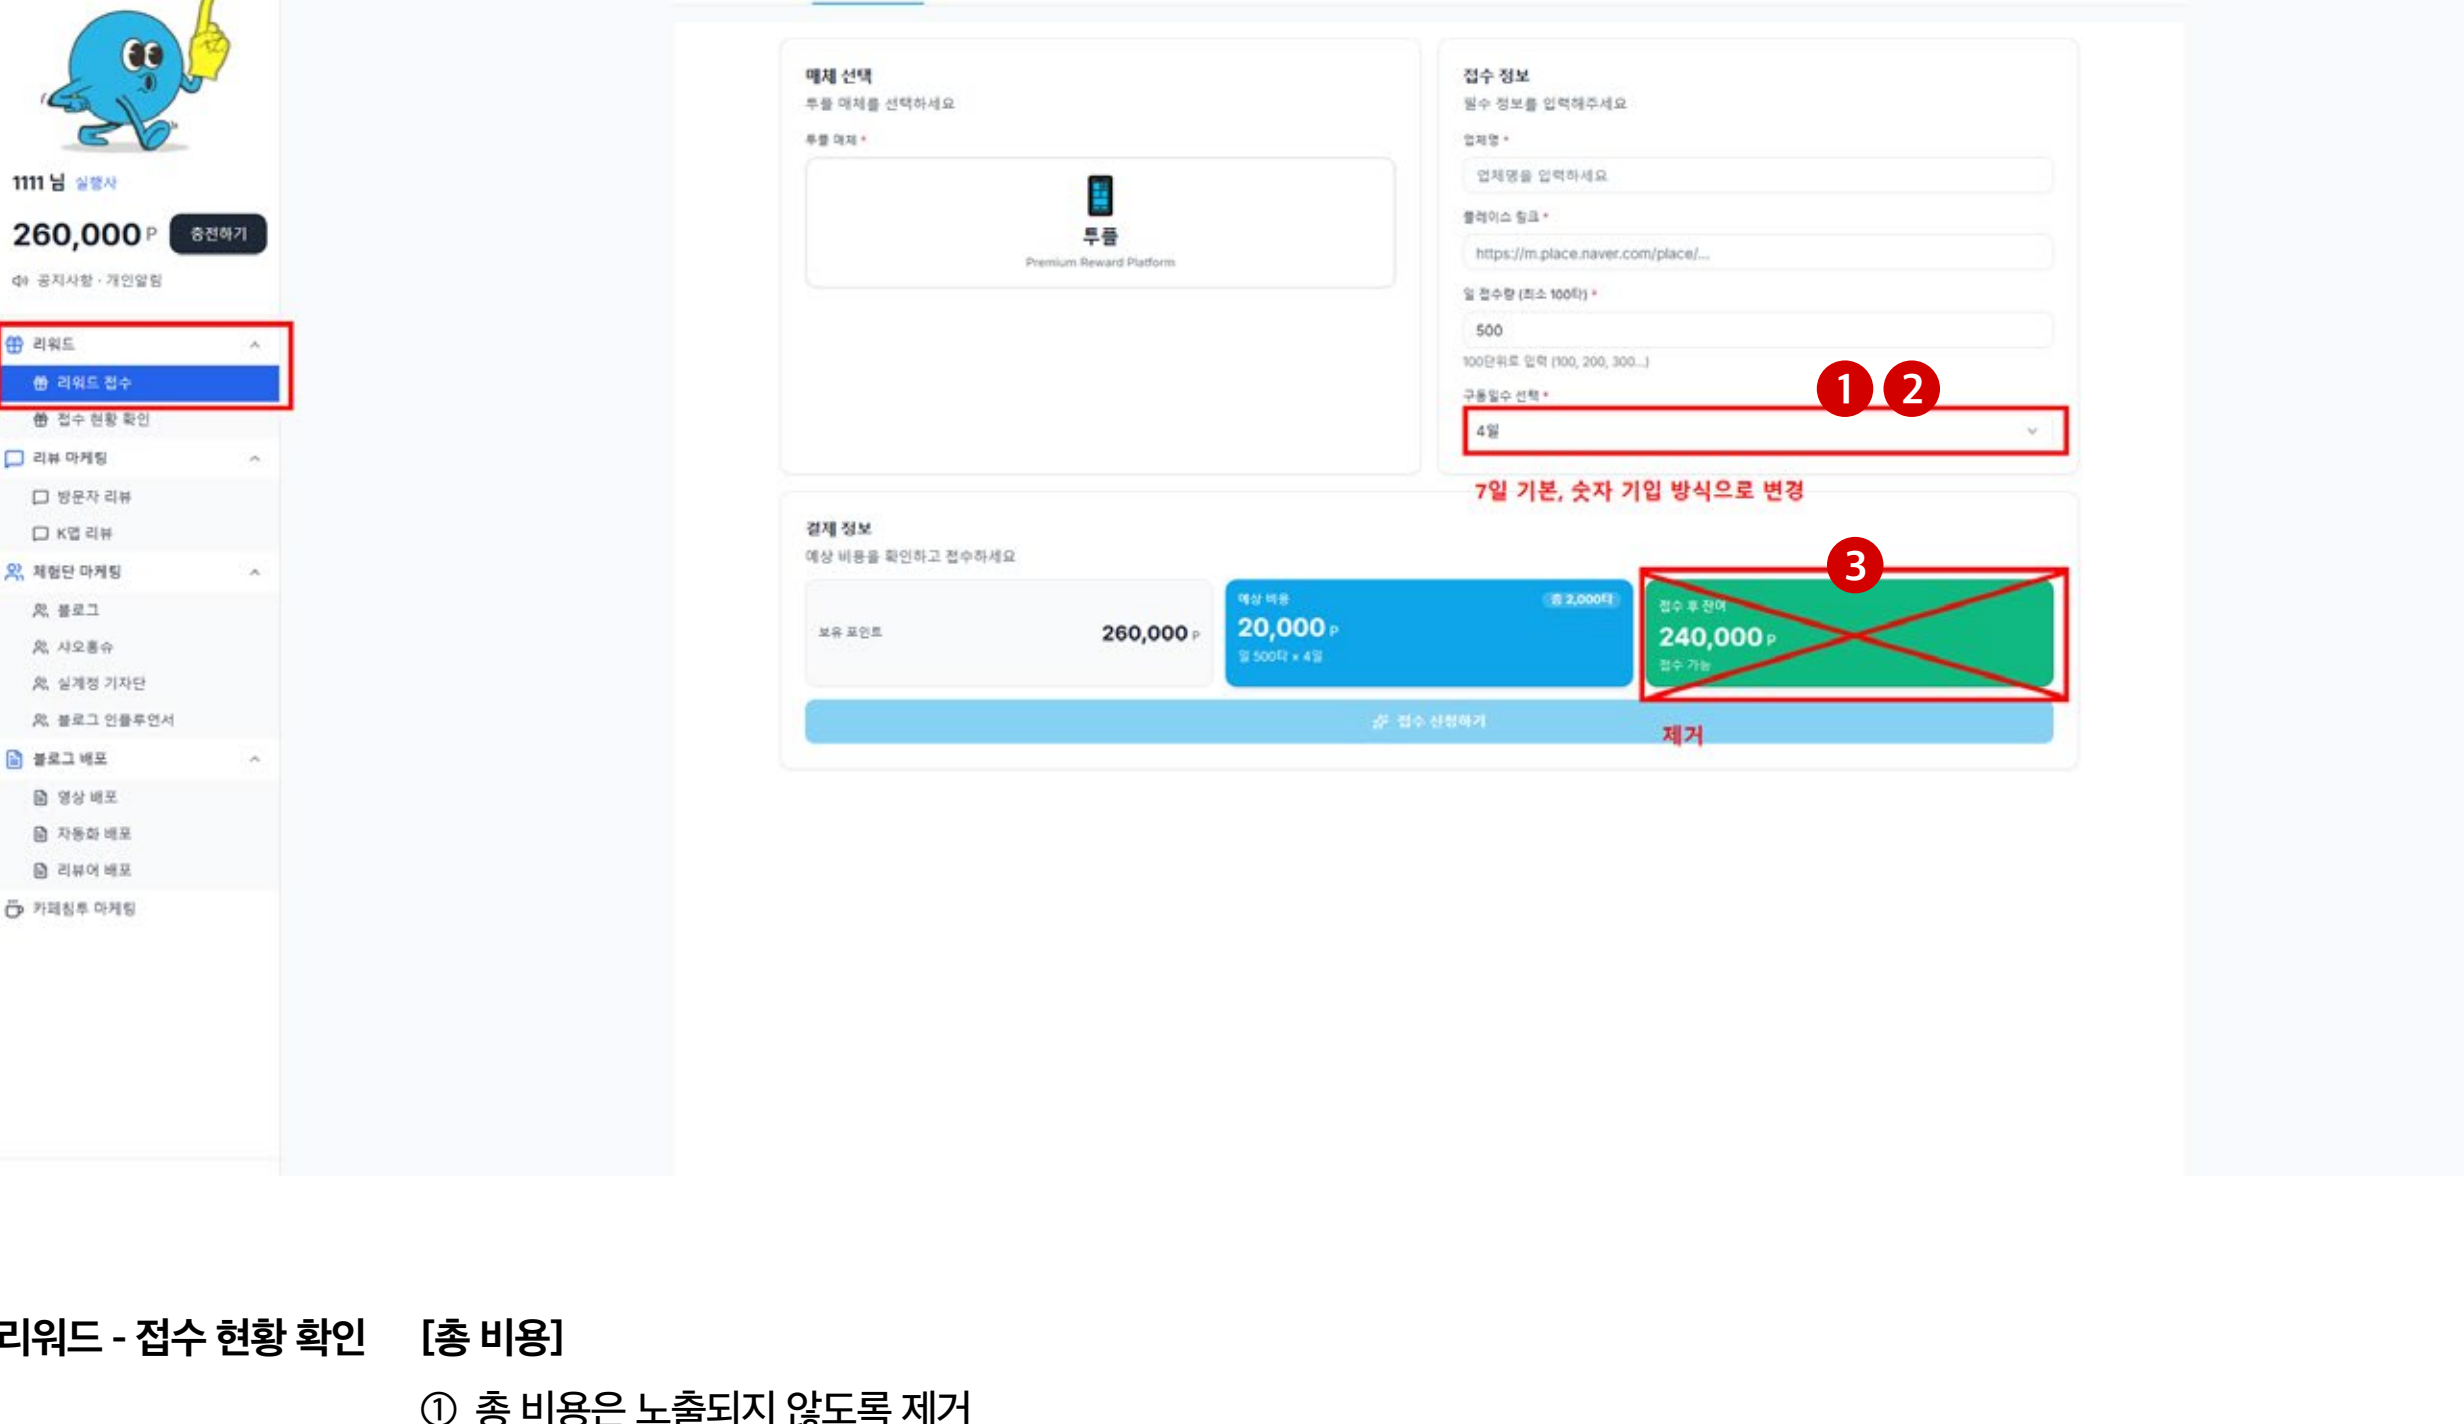 1111 님 실행사
260,000 P 충전하기
공지사항 · 개인알림
리워드
리워드 접수
접수 현황 확인
리뷰 마케팅
방문자 리뷰
K맵 리뷰
체험단 마케팅
블로그
샤오홍슈
실계정 기자단
블로그 인플루언서
블로그 배포
영상 배포
자동화 배포
리뷰어 배포
카페침투 마케팅
매체 선택
투플 매체를 선택하세요
투플 매체 *
투플
Premium Reward Platform
접수 정보
필수 정보를 입력해주세요
업체명 *
업체명을 입력하세요
플레이스 링크 *
https://m.place.naver.com/place/...
일 접수량 (최소 100타) *
500
100단위로 입력 (100, 200, 300...)
구동일수 선택 *
1 2
4일
7일 기본, 숫자 기입 방식으로 변경
결제 정보
예상 비용을 확인하고 접수하세요
보유 포인트 260,000 P
예상 비용 총 2,000타
20,000 P
일 500타 × 4일
3
접수 후 잔여
240,000 P
접수 가능
접수 신청하기
제거
리워드 - 접수 현황 확인
[총 비용]
① 총 비용은 노출되지 않도록 제거